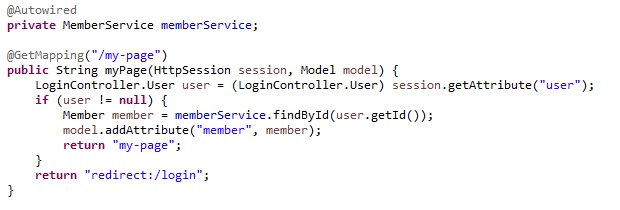 @Autowired
private MemberService memberService;

@GetMapping("/my-page")
public String myPage(HttpSession session, Model model) {
    LoginController.User user = (LoginController.User) session.getAttribute("user");
    if (user != null) {
        Member member = memberService.findById(user.getId());
        model.addAttribute("member", member);
        return "my-page";
    }
    return "redirect:/login";
}